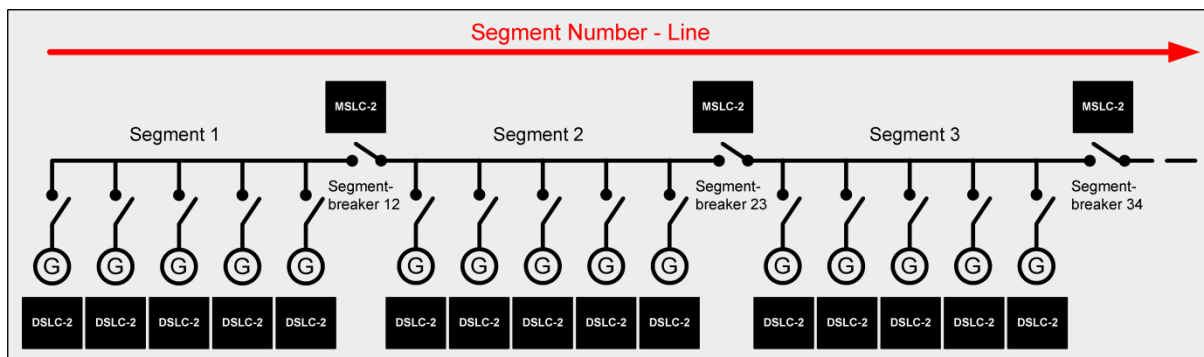 Segment Number - Line
MSLC-2
MSLC-2
MSLC-2
Segment 1
Segment 2
Segment 3
Segment-
breaker 12
Segment-
breaker 23
Segment-
breaker 34
G G G G G G G G G G G G G G G
DSLC-2 DSLC-2 DSLC-2 DSLC-2 DSLC-2 DSLC-2 DSLC-2 DSLC-2 DSLC-2 DSLC-2 DSLC-2 DSLC-2 DSLC-2 DSLC-2 DSLC-2